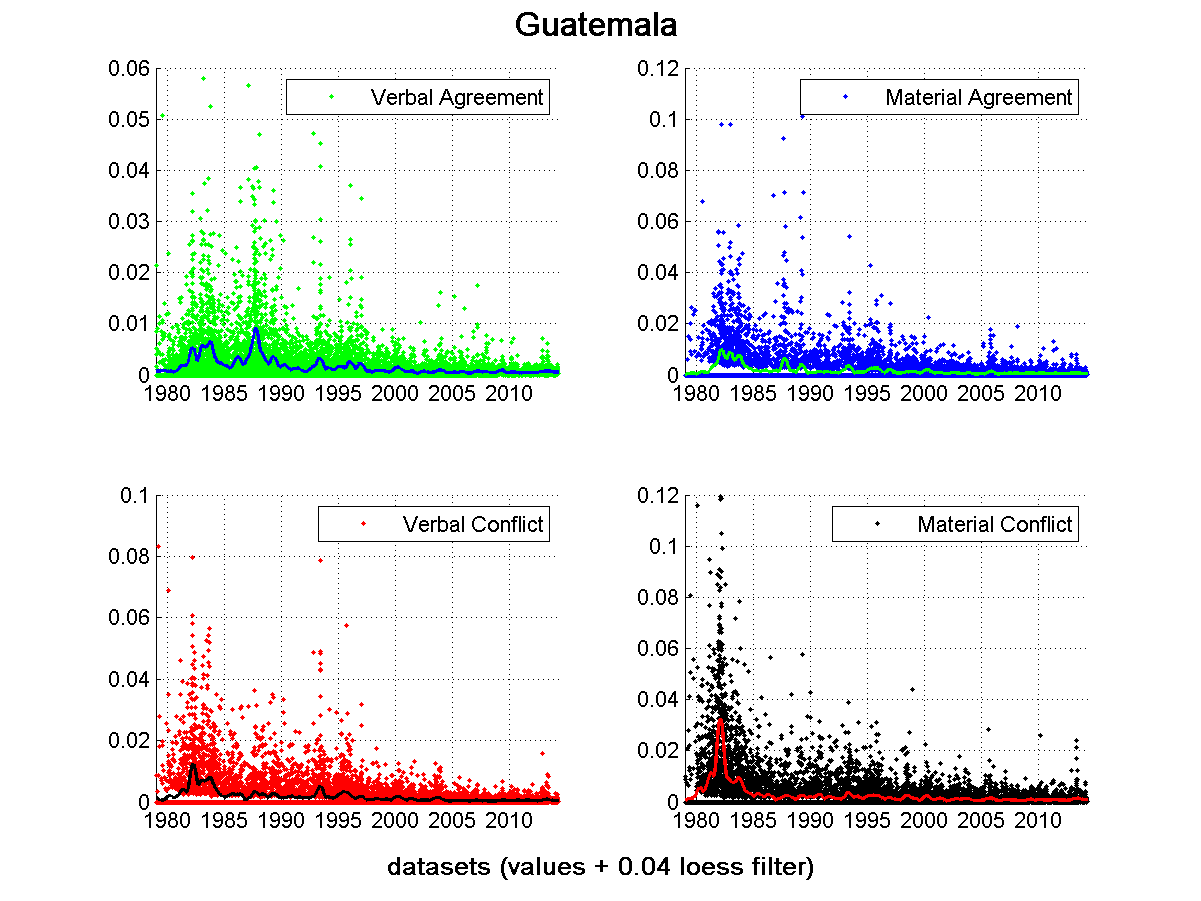 Guatemala
0.06
0.05
0.04
0.03
0.02
0.01
0
Verbal Agreement
1980 1985 1990 1995 2000 2005 2010
0.12
0.1
0.08
0.06
0.04
0.02
0
Material Agreement
1980 1985 1990 1995 2000 2005 2010
0.1
0.08
0.06
0.04
0.02
0
Verbal Conflict
1980 1985 1990 1995 2000 2005 2010
0.12
0.1
0.08
0.06
0.04
0.02
0
Material Conflict
1980 1985 1990 1995 2000 2005 2010
datasets (values + 0.04 loess filter)